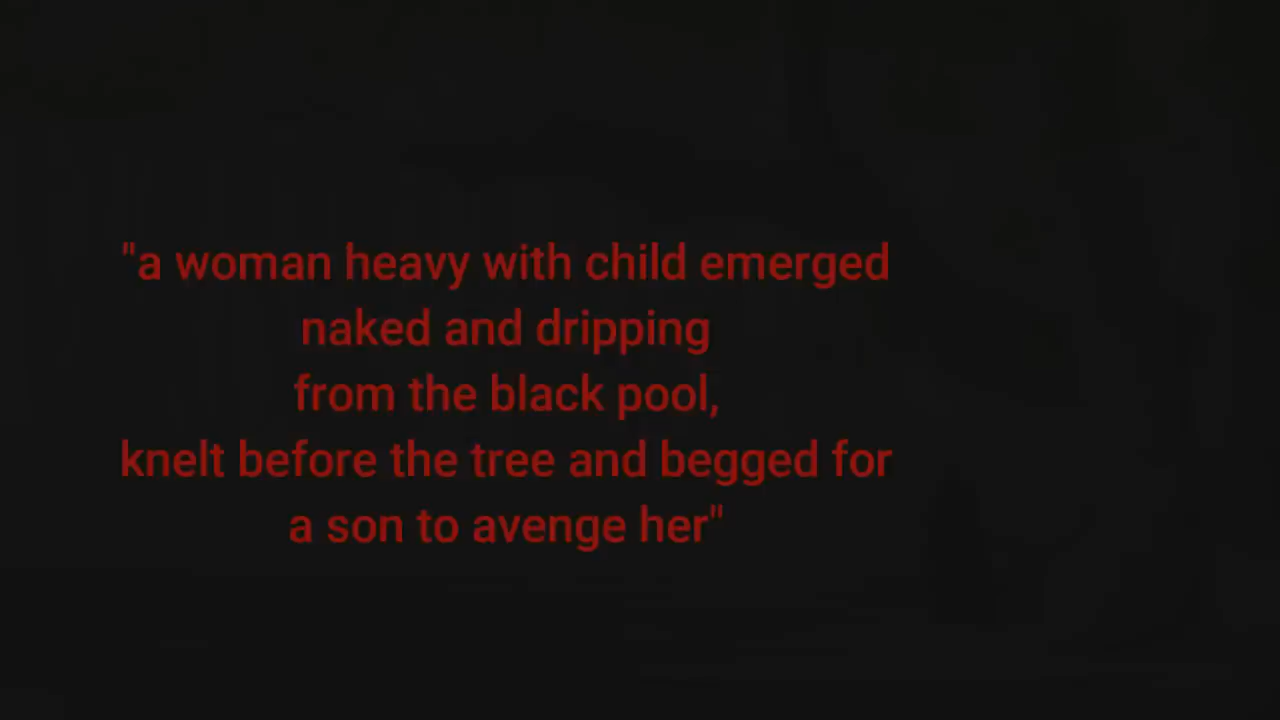 "a woman heavy with child emerged
naked and dripping
from the black pool,
knelt before the tree and begged for
a son to avenge her"